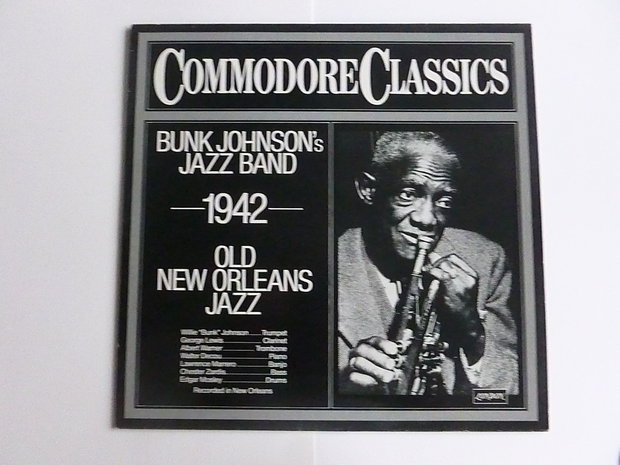 COMMODORE CLASSICS
BUNK JOHNSON's
JAZZ BAND
1942
OLD
NEW ORLEANS
JAZZ
Willie "Bunk" Johnson Trumpet
George Lewis Clarinet
Albert Warner Trombone
Walter Decou Piano
Lawrence Marrero Banjo
Chester Zardis Bass
Edgar Mosley Drums
Recorded in New Orleans
LONDON